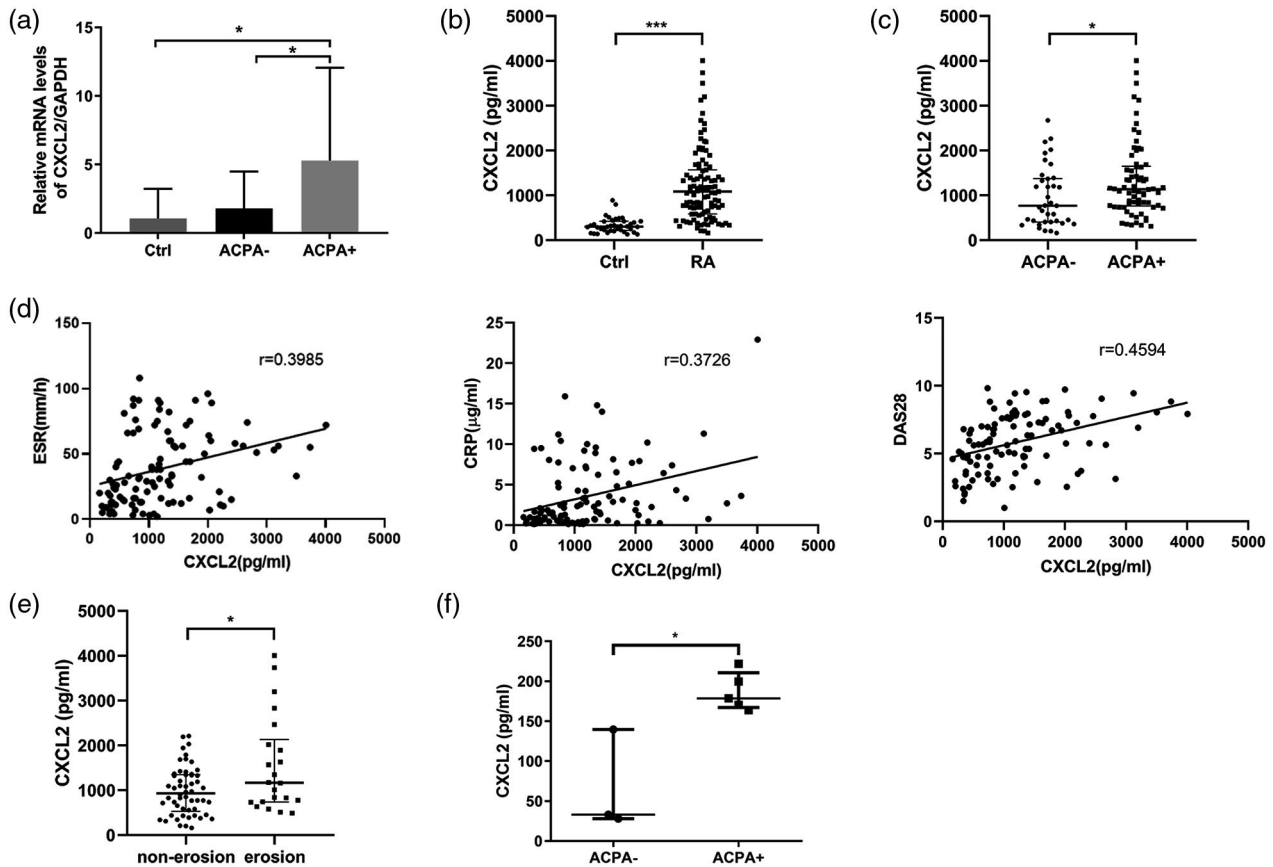 (a)
Relative mRNA levels
of CXCL2/GAPDH
15
10
5
0
*
*
Ctrl
ACPA-
ACPA+
(b)
CXCL2 (pg/ml)
5000
4000
3000
2000
1000
0
***
Ctrl
RA
(c)
CXCL2 (pg/ml)
5000
4000
3000
2000
1000
0
*
ACPA-
ACPA+
(d)
ESR(mm/h)
150
100
50
0
r=0.3985
0
1000
2000
3000
4000
5000
CXCL2(pg/ml)
CRP(μg/ml)
25
20
15
10
5
0
r=0.3726
0
1000
2000
3000
4000
5000
CXCL2(pg/ml)
DAS28
15
10
5
0
r=0.4594
0
1000
2000
3000
4000
5000
CXCL2(pg/ml)
(e)
CXCL2 (pg/ml)
5000
4000
3000
2000
1000
0
*
non-erosion
erosion
(f)
CXCL2 (pg/ml)
250
200
150
100
50
0
*
ACPA-
ACPA+